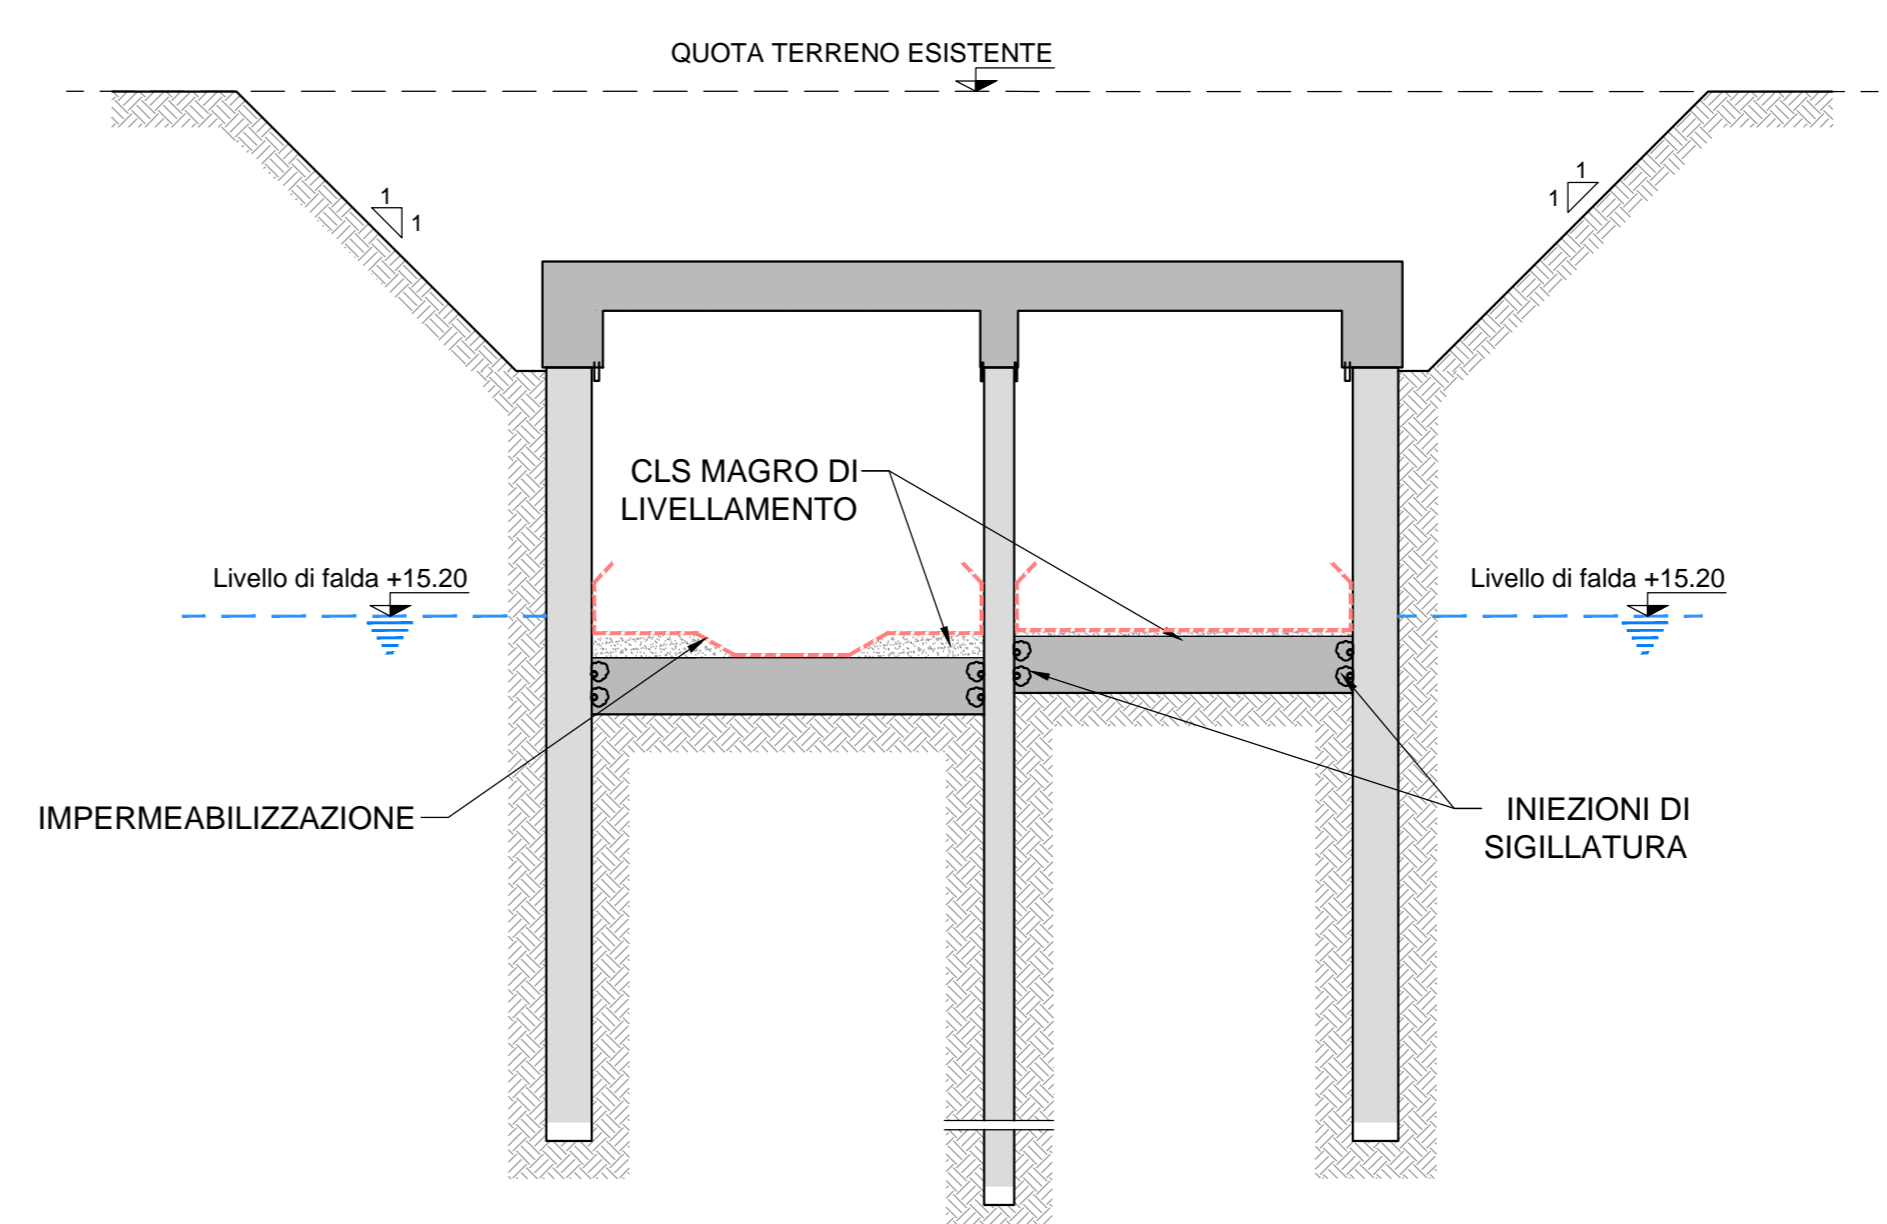 QUOTA TERRENO ESISTENTE
1
1
1
1
CLS MAGRO DI
LIVELLAMENTO
Livello di falda +15.20
Livello di falda +15.20
IMPERMEABILIZZAZIONE
INIEZIONI DI
SIGILLATURA